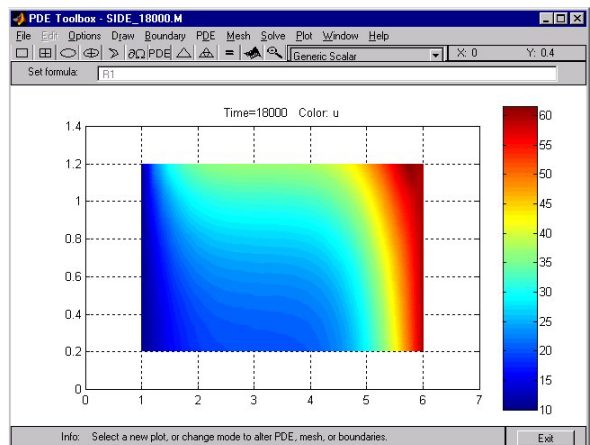 PDE Toolbox - SIDE_18000.M
File Edit Options Draw Boundary PDE Mesh Solve Plot Window Help
∂Ω PDE = Generic Scalar X: 0 Y: 0.4
Set formula: R1
Time=18000 Color: u
1.4
1.2
1
0.8
0.6
0.4
0.2
0
0 1 2 3 4 5 6 7
60
55
50
45
40
35
30
25
20
15
10
Info: Select a new plot, or change mode to alter PDE, mesh, or boundaries.
Exit